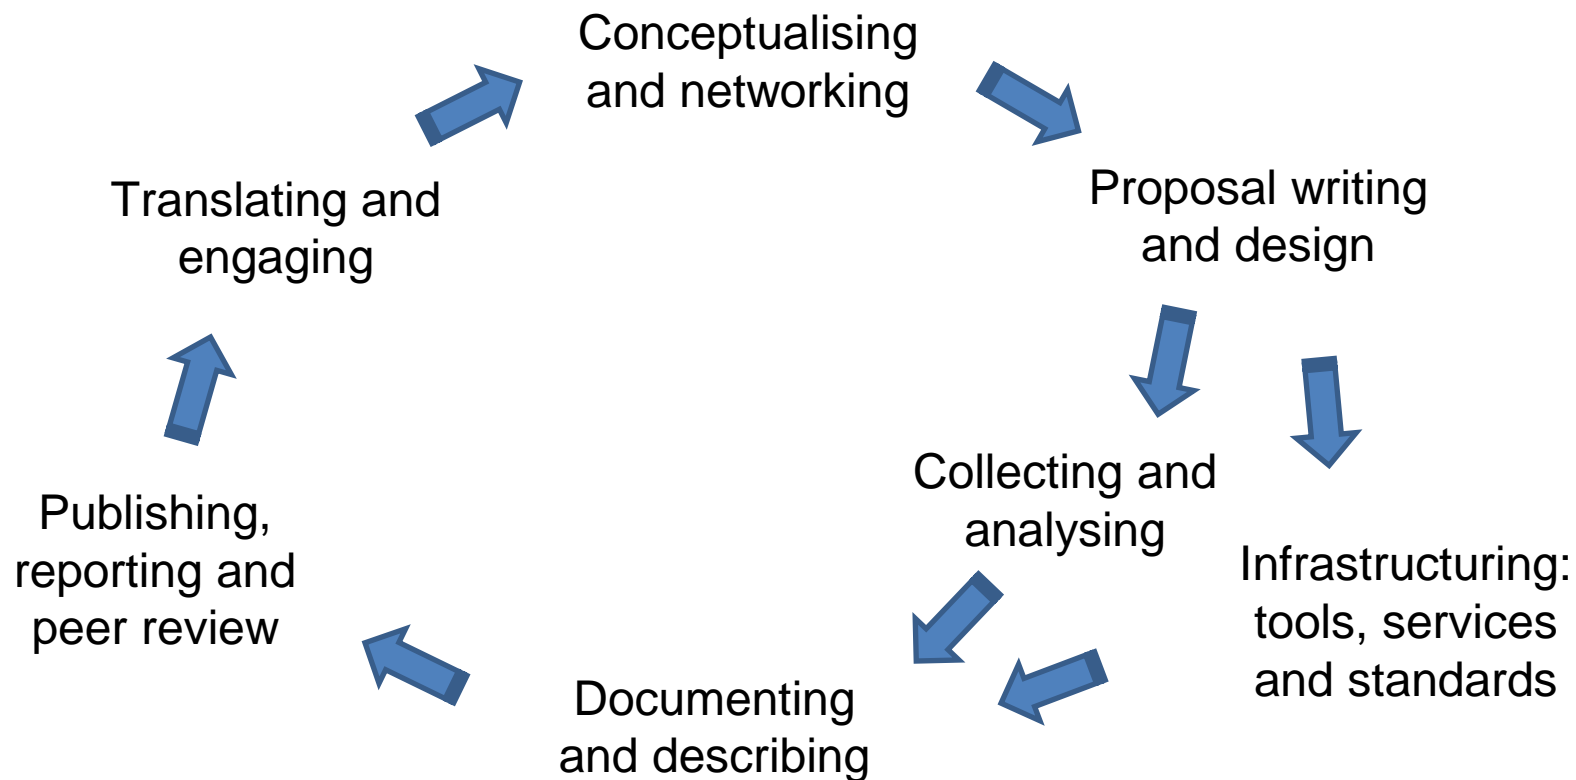 Conceptualising
and networking
Proposal writing
and design
Collecting and
analysing
Infrastructuring:
tools, services
and standards
Documenting
and describing
Publishing,
reporting and
peer review
Translating and
engaging